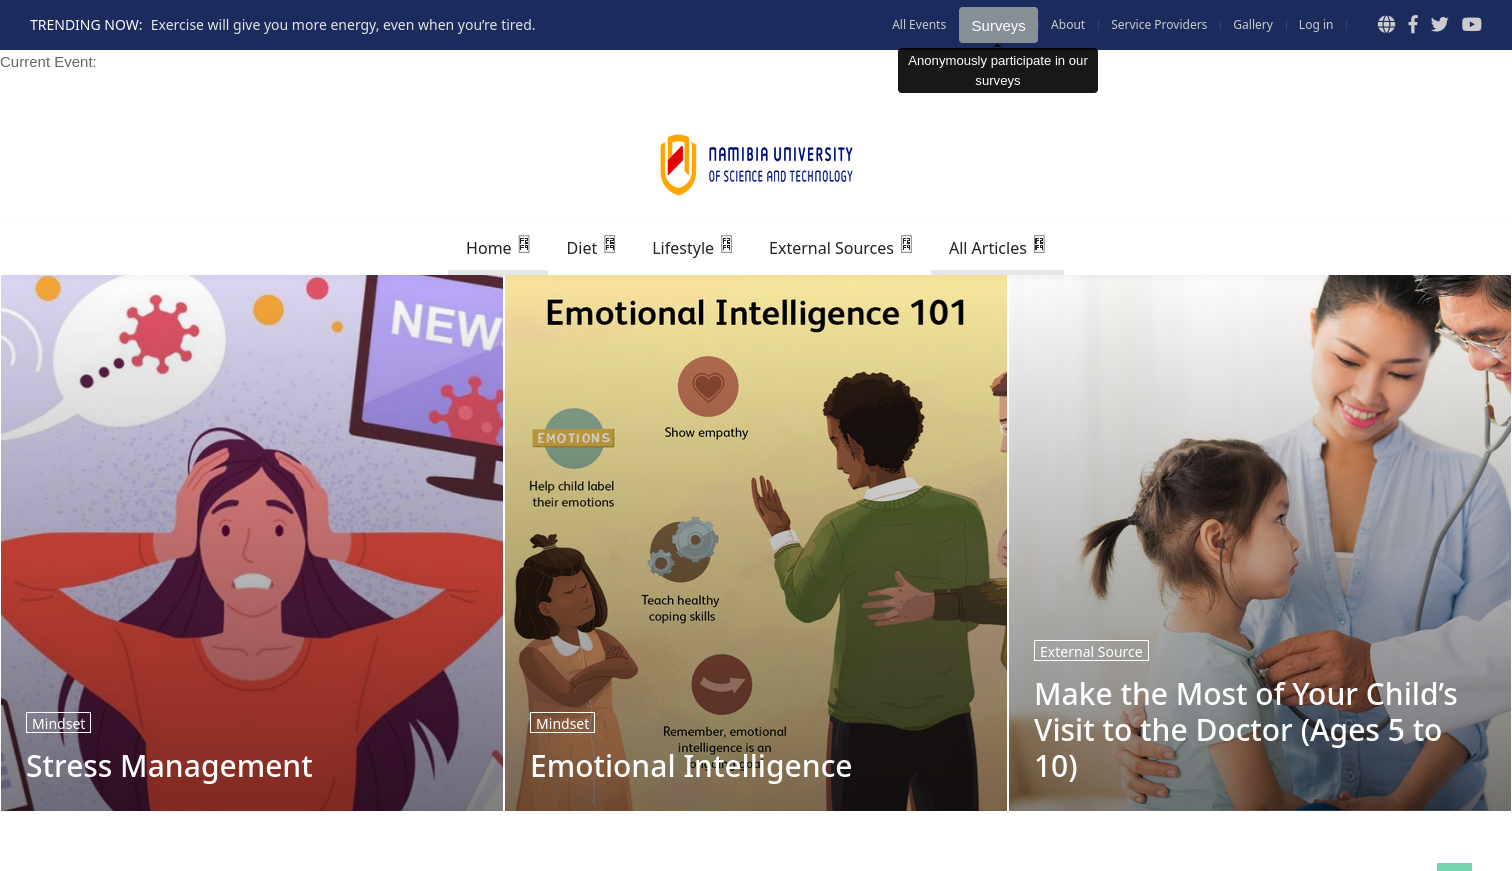 TRENDING NOW: Exercise will give you more energy, even when you’re tired.
All Events Surveys About Service Providers Gallery Log in
Anonymously participate in our
surveys
Current Event:
NAMIBIA UNIVERSITY
OF SCIENCE AND TECHNOLOGY
Home Diet Lifestyle External Sources All Articles
NEWS
Mindset
Stress Management
Emotional Intelligence 101
Show empathy
EMOTIONS
Help child label
their emotions
Teach healthy
coping skills
Remember, emotional
intelligence is an
Mindset
Emotional Intelligence
External Source
Make the Most of Your Child’s
Visit to the Doctor (Ages 5 to
10)